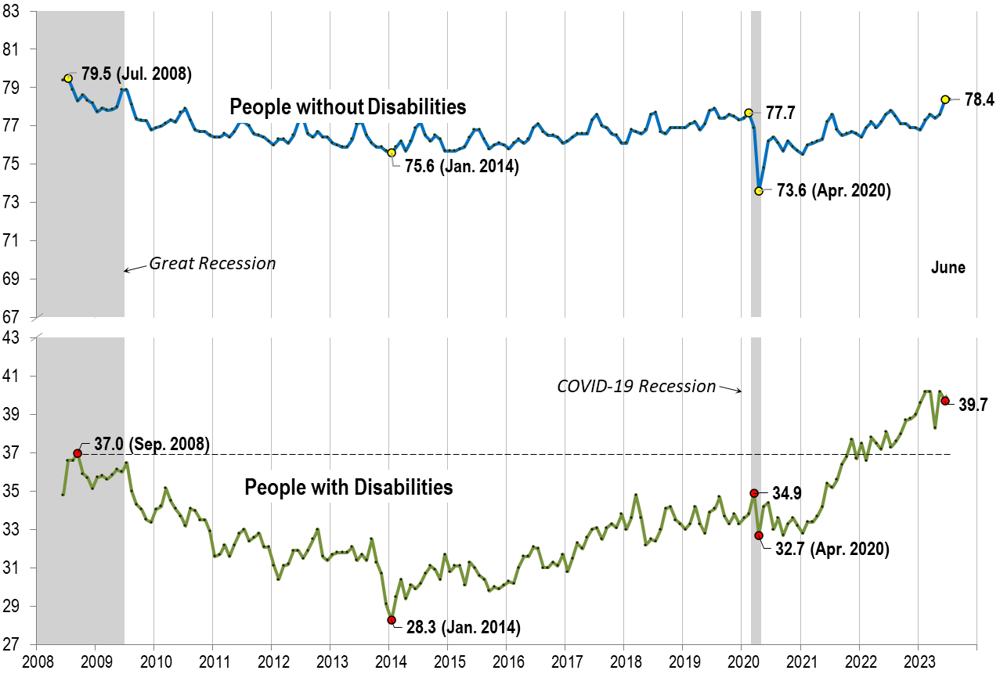 83
81
79
77
75
73
71
69
67
79.5 (Jul. 2008)
People without Disabilities
77.7
78.4
75.6 (Jan. 2014)
73.6 (Apr. 2020)
Great Recession
June
43
41
39
37
35
33
31
29
27
COVID-19 Recession
39.7
37.0 (Sep. 2008)
People with Disabilities
34.9
32.7 (Apr. 2020)
28.3 (Jan. 2014)
2008 2009 2010 2011 2012 2013 2014 2015 2016 2017 2018 2019 2020 2021 2022 2023